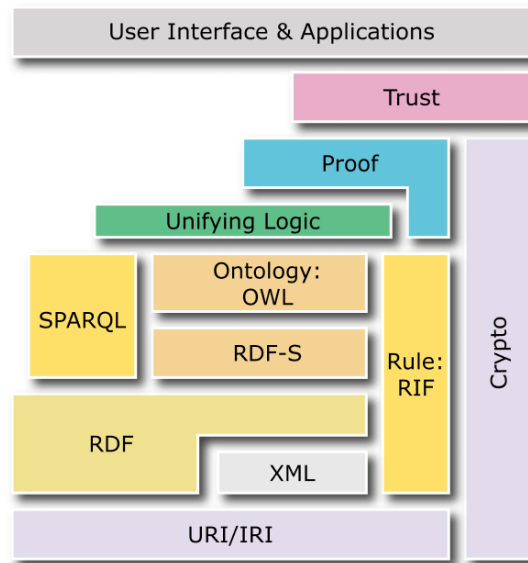 User Interface & Applications
Trust
Proof
Unifying Logic
Ontology:
OWL
SPARQL
RDF-S
Rule:
RIF
Crypto
RDF
XML
URI/IRI